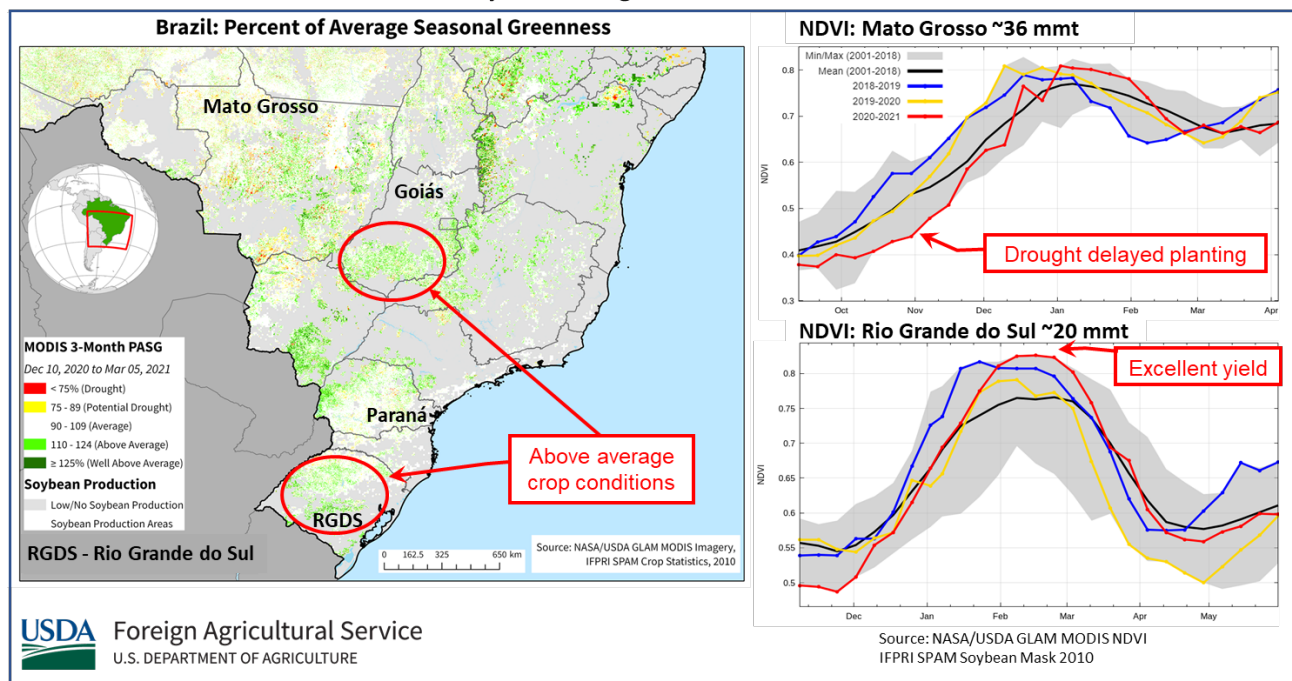 Brazil: Percent of Average Seasonal Greenness
Mato Grosso
Goiás
Paraná
RGDS
Above average
crop conditions
MODIS 3-Month PASG
Dec 10, 2020 to Mar 05, 2021
< 75% (Drought)
75 - 89 (Potential Drought)
90 - 109 (Average)
110 - 124 (Above Average)
≥ 125% (Well Above Average)
Soybean Production
Low/No Soybean Production
Soybean Production Areas
RGDS - Rio Grande do Sul
0 162.5 325 650 km
Source: NASA/USDA GLAM MODIS Imagery,
IFPRI SPAM Crop Statistics, 2010
NDVI: Mato Grosso ~36 mmt
Min/Max (2001-2018)
Mean (2001-2018)
2018-2019
2019-2020
2020-2021
0.8
0.7
0.6
0.5
0.4
0.3
NDVI
Drought delayed planting
Oct Nov Dec Jan Feb Mar Apr
NDVI: Rio Grande do Sul ~20 mmt
Excellent yield
0.8
0.75
0.7
0.65
0.6
0.55
0.5
NDVI
Dec Jan Feb Mar Apr May
Source: NASA/USDA GLAM MODIS NDVI
IFPRI SPAM Soybean Mask 2010
USDA
Foreign Agricultural Service
U.S. DEPARTMENT OF AGRICULTURE